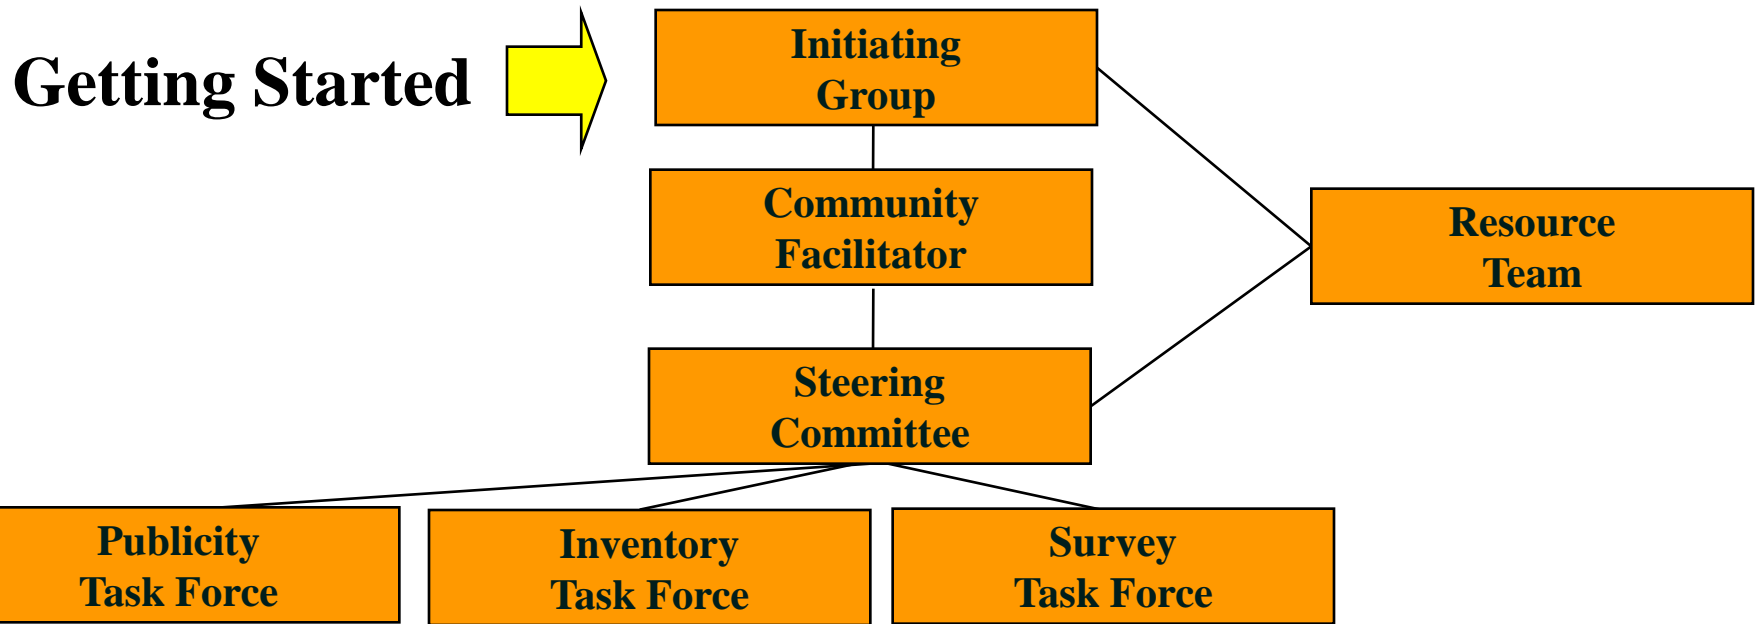 Getting Started
Initiating
Group
Community
Facilitator
Resource
Team
Steering
Committee
Publicity
Task Force
Inventory
Task Force
Survey
Task Force